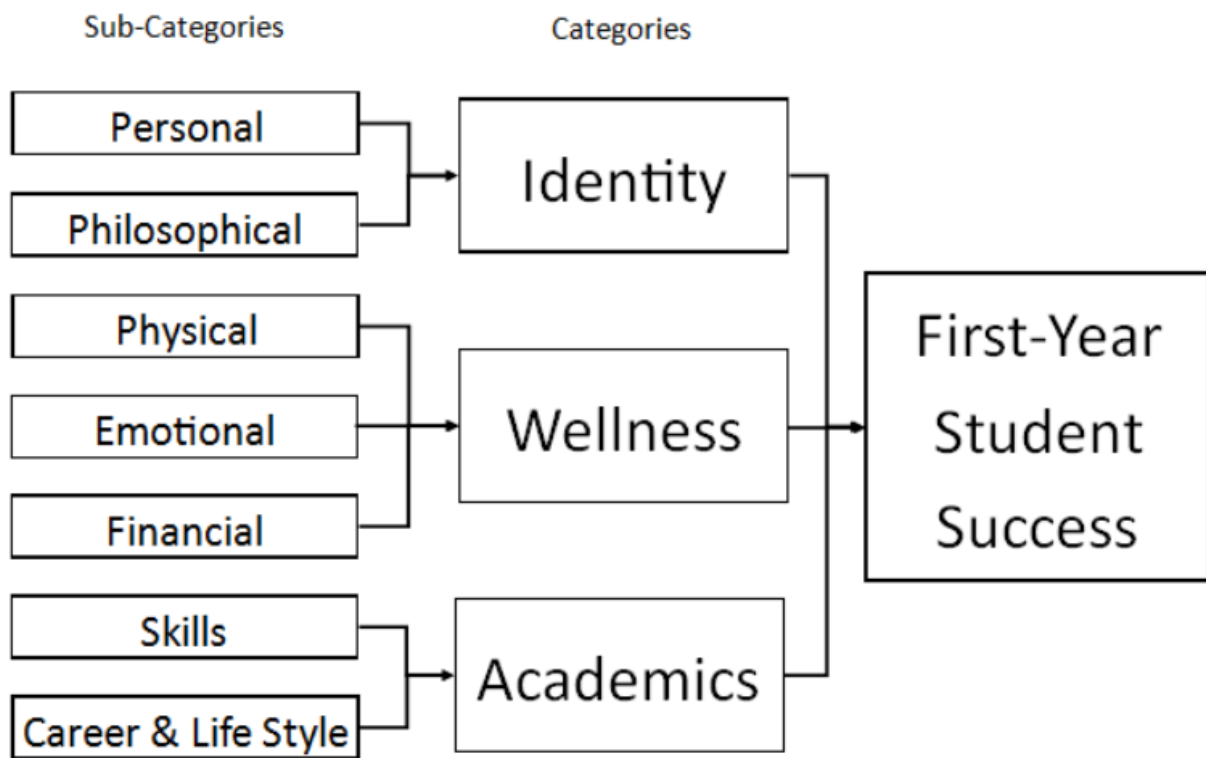 Sub-Categories
Categories
Personal
Philosophical
Physical
Emotional
Financial
Skills
Career & Life Style
Identity
Wellness
Academics
First-Year
Student
Success